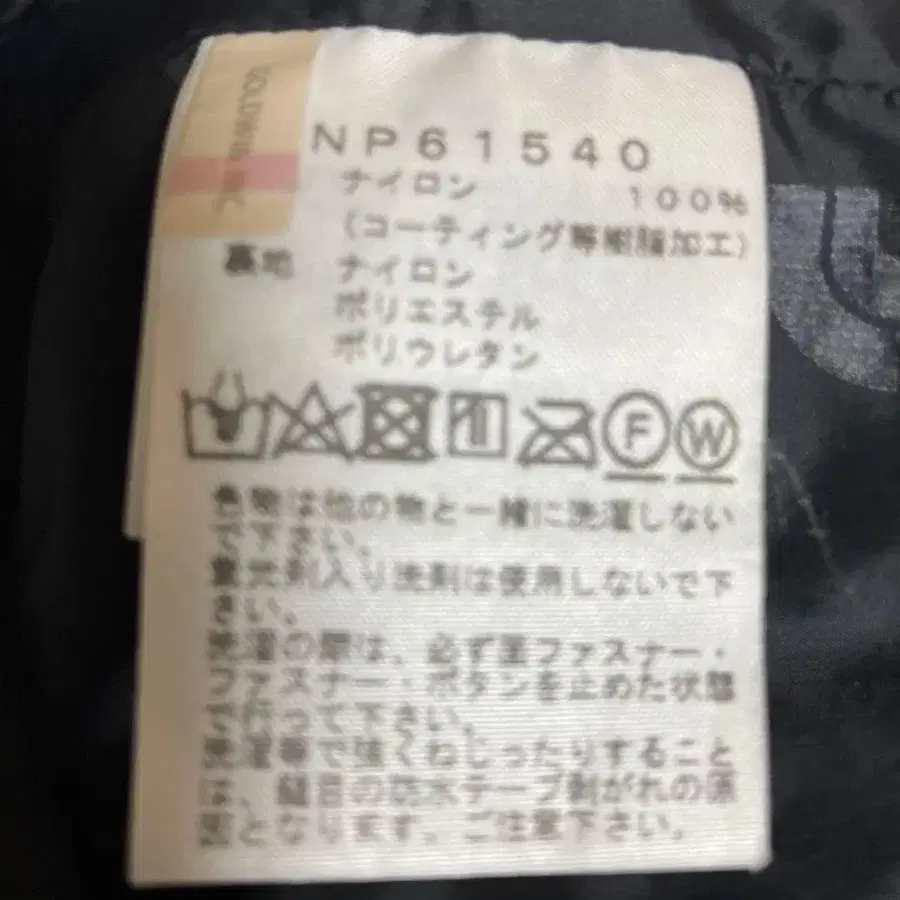 GOLDWIN INC
NP61540
ナイロン 100%
(コーティング等樹脂加工)
裏地 ナイロン
ポリエステル
ポリウレタン
F W
色物は他の物と一緒に洗濯しない
で下さい。
蛍光剤入り洗剤は使用しないで下
さい。
洗濯の際は、必ず面ファスナー・
ファスナー・ボタンを止めた状態
で行って下さい。
洗濯等で強くねじったりすること
は、縫目の防水テープ剥がれの原
因となります。ご注意下さい。